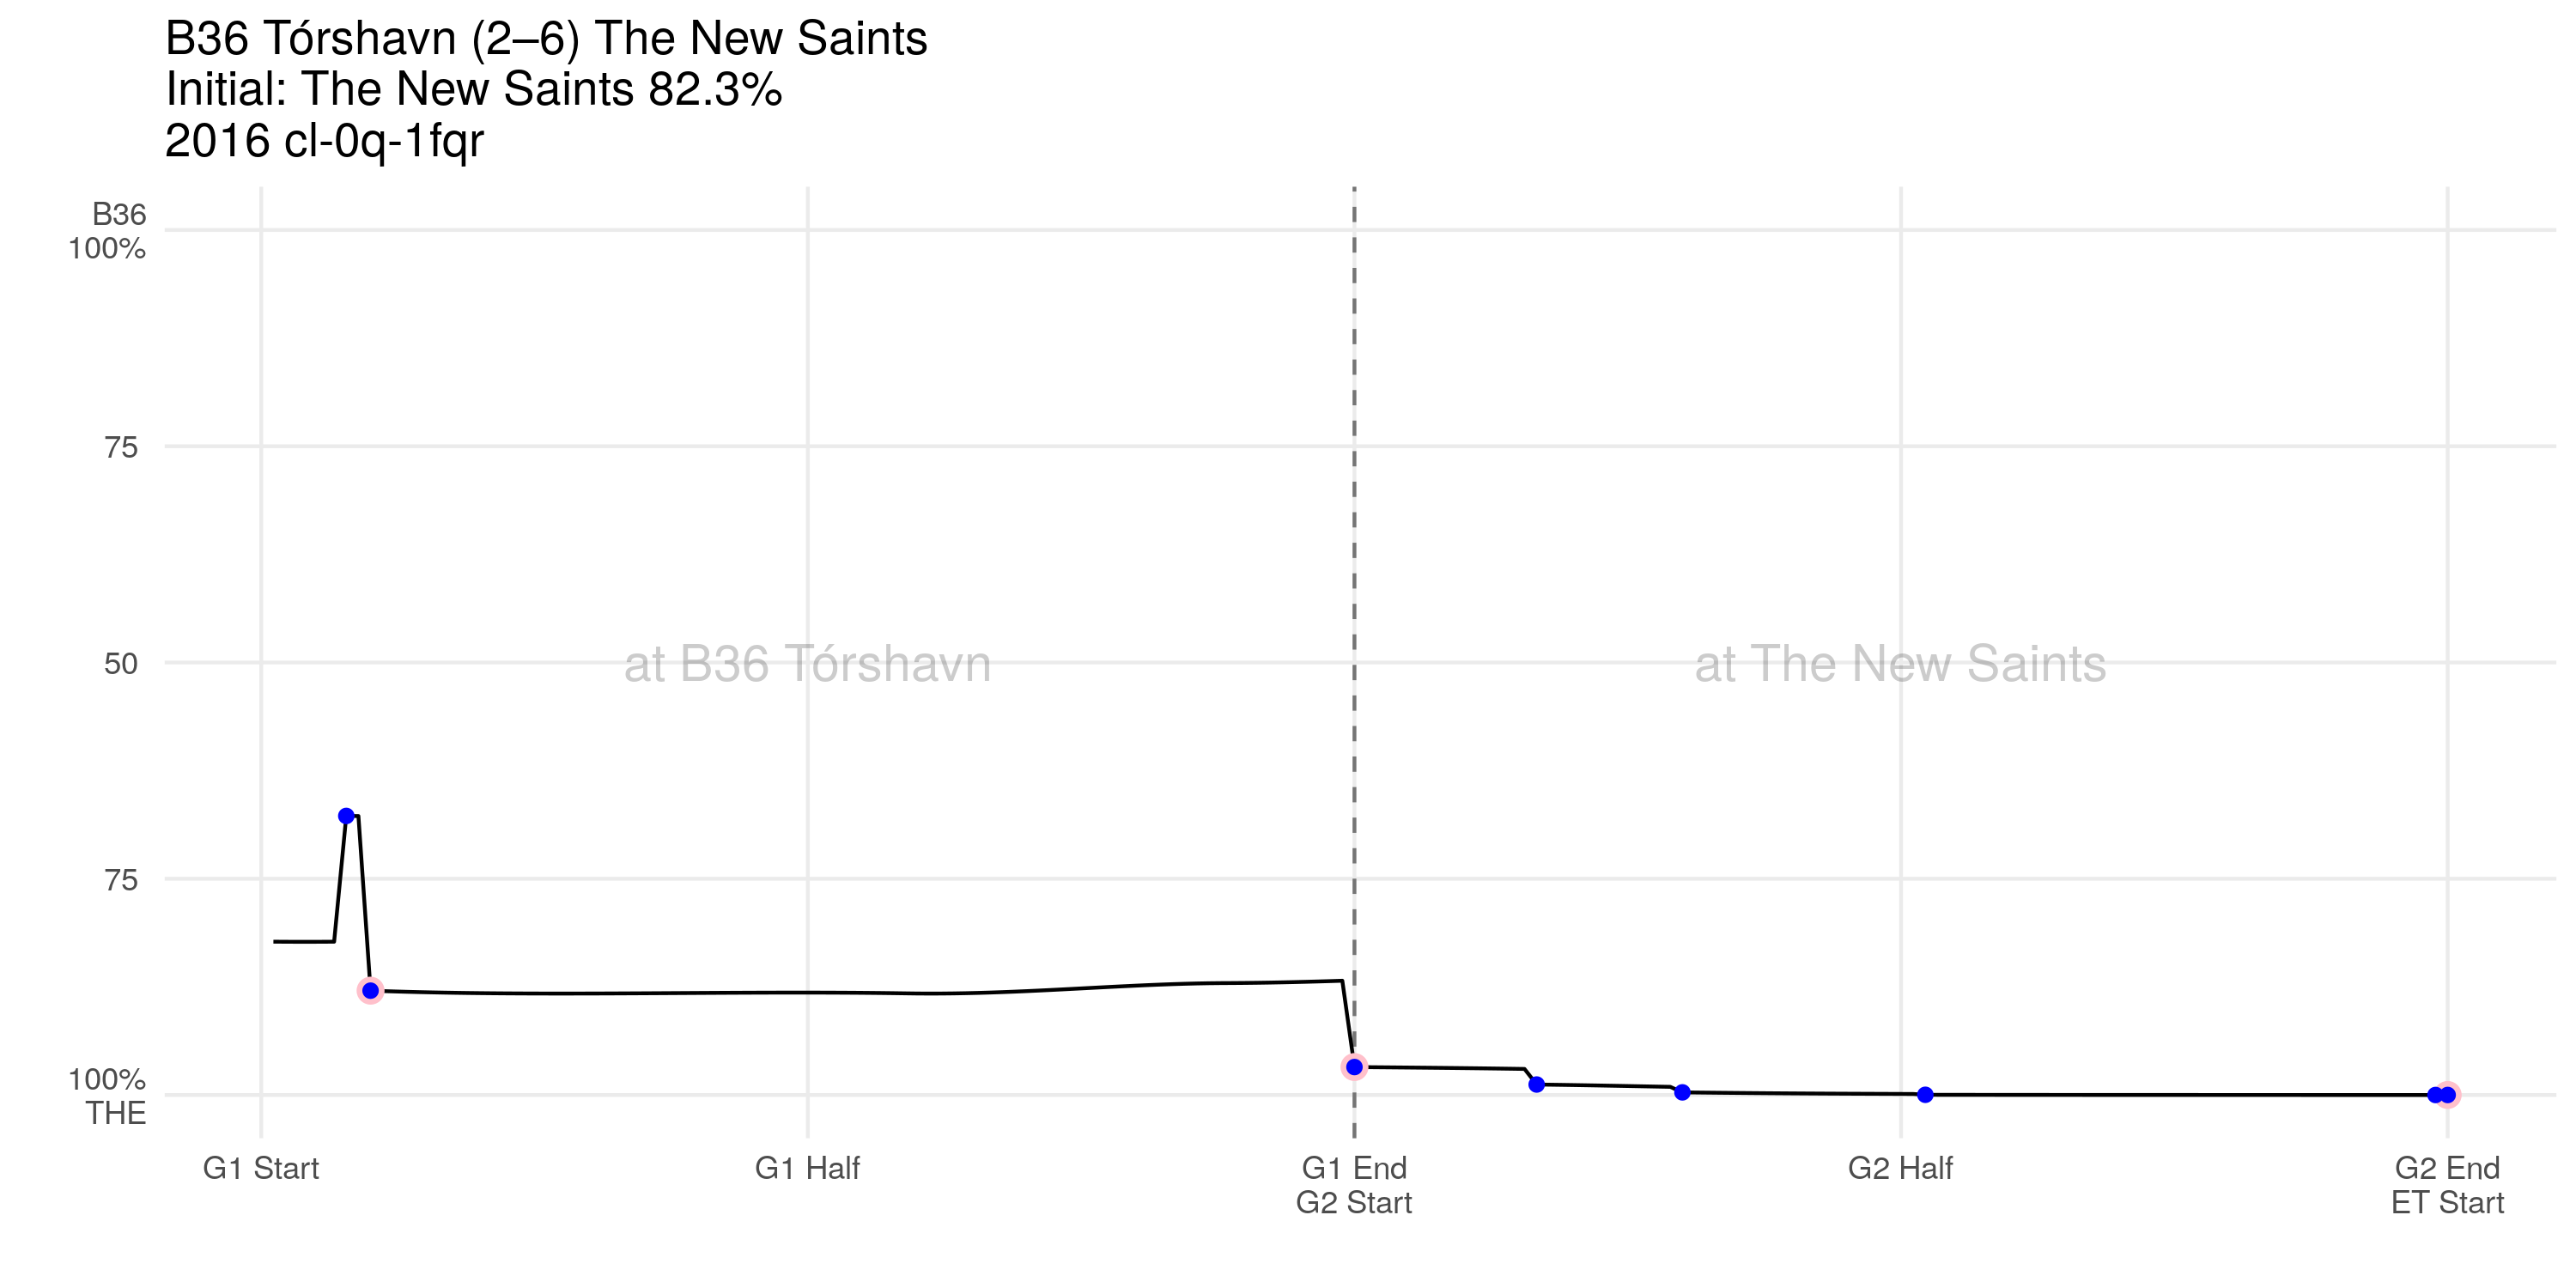 B36 Tórshavn (2–6) The New Saints
Initial: The New Saints 82.3%
2016 cl-0q-1fqr
B36
100%
75
50
75
100%
THE
at B36 Tórshavn
at The New Saints
G1 Start
G1 Half
G1 End
G2 Start
G2 Half
G2 End
ET Start